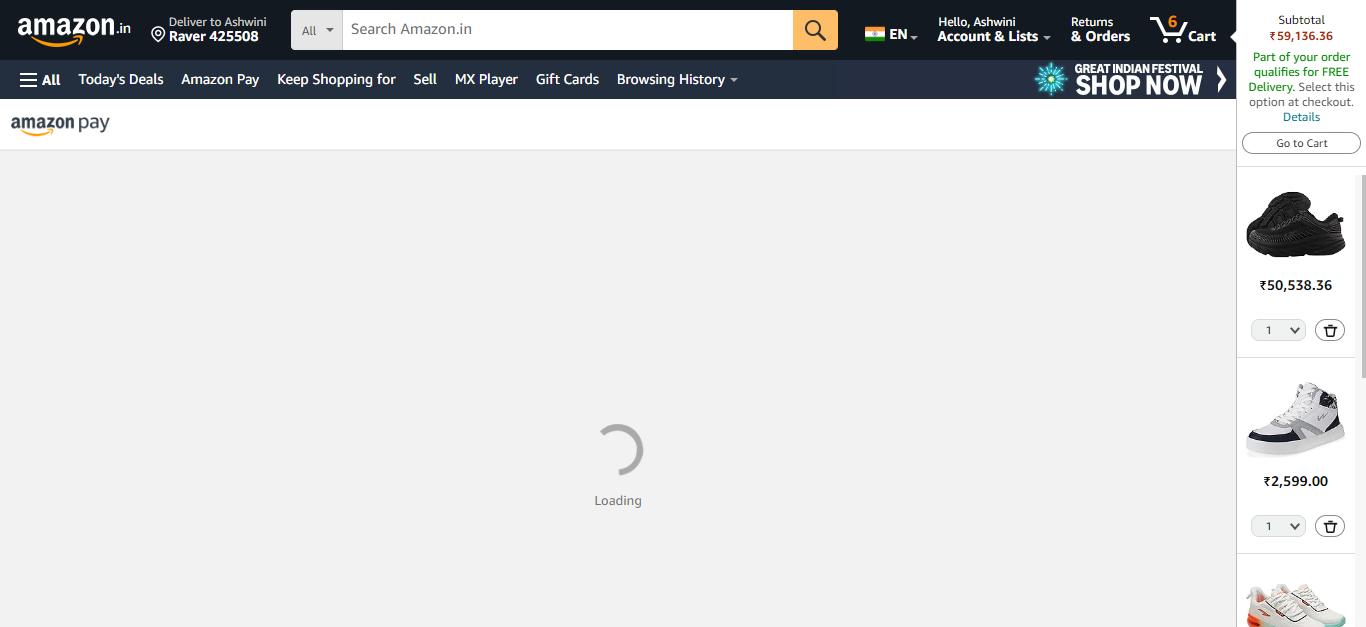 amazon.in
Deliver to Ashwini
Raver 425508
All
Search Amazon.in
EN
Hello, Ashwini
Account & Lists
Returns
& Orders
6
Cart
All
Today's Deals
Amazon Pay
Keep Shopping for
Sell
MX Player
Gift Cards
Browsing History
GREAT INDIAN FESTIVAL
SHOP NOW
amazon pay
Loading
Subtotal
₹59,136.36
Part of your order
qualifies for FREE
Delivery. Select this
option at checkout.
Details
Go to Cart
₹50,538.36
1
₹2,599.00
1